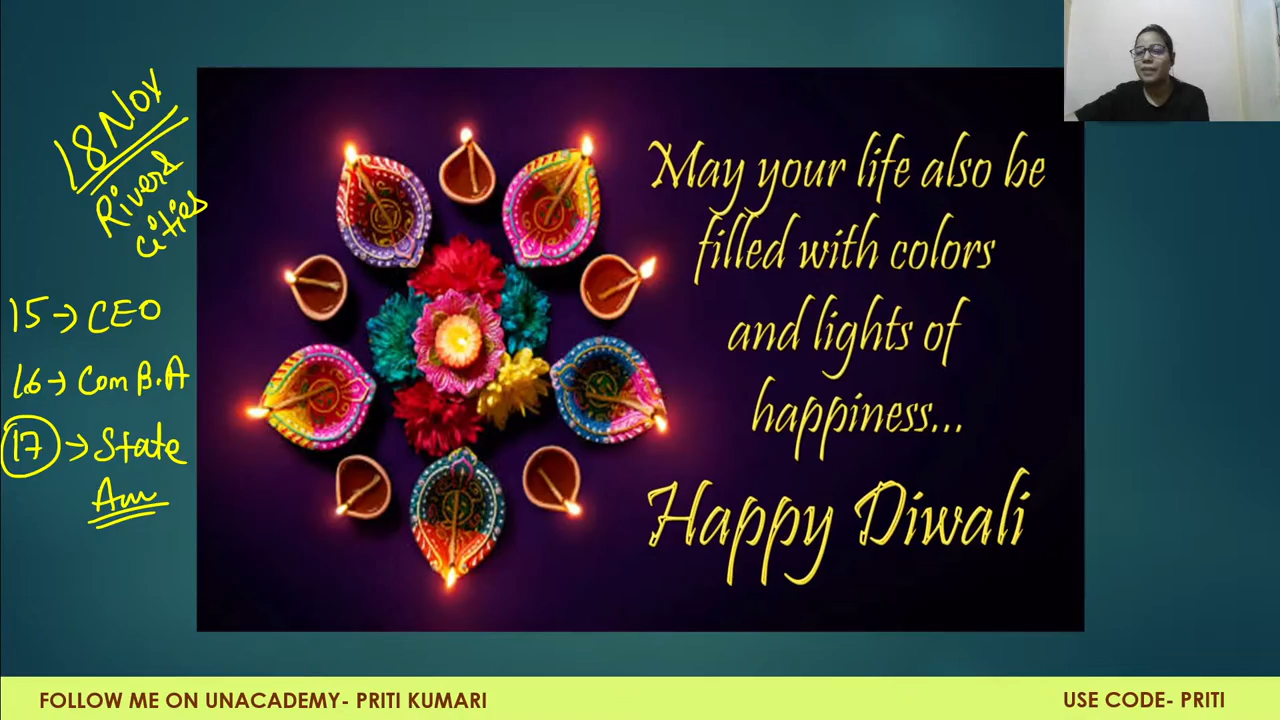 18 Nov
Rivers &
cities
15 → CEO
16 → Com B.A
17 → State
Am
May your life also be
filled with colors
and lights of
happiness...
Happy Diwali
FOLLOW ME ON UNACADEMY- PRITI KUMARI
USE CODE- PRITI